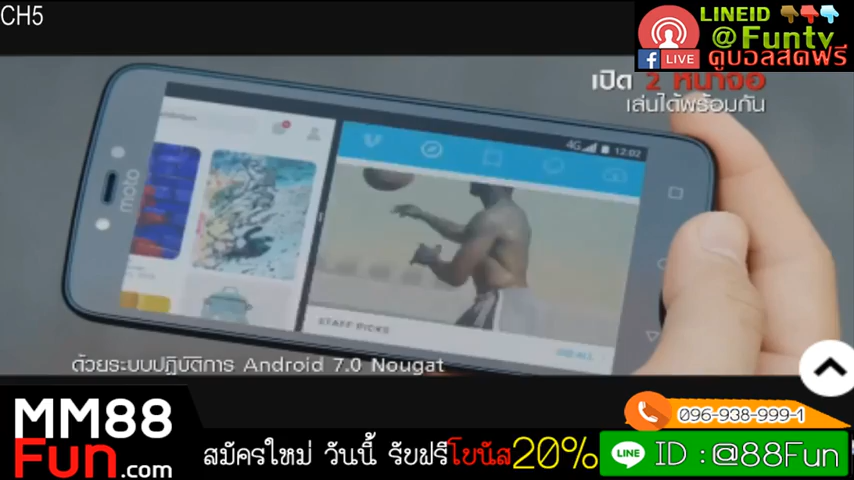 CH5
LINEID
@Funtv
LIVE ดูบอลสดฟรี
เปิด 2 หน้าจอ
เล่นได้พร้อมกัน
4G 12:02
moto
STAFF PICKS
SEE ALL
ด้วยระบบปฏิบัติการ Android 7.0 Nougat
MM88
Fun.com
สมัครใหม่ วันนี้ รับฟรีโบนัส20%
096-938-999-1
LINE ID : @88Fun